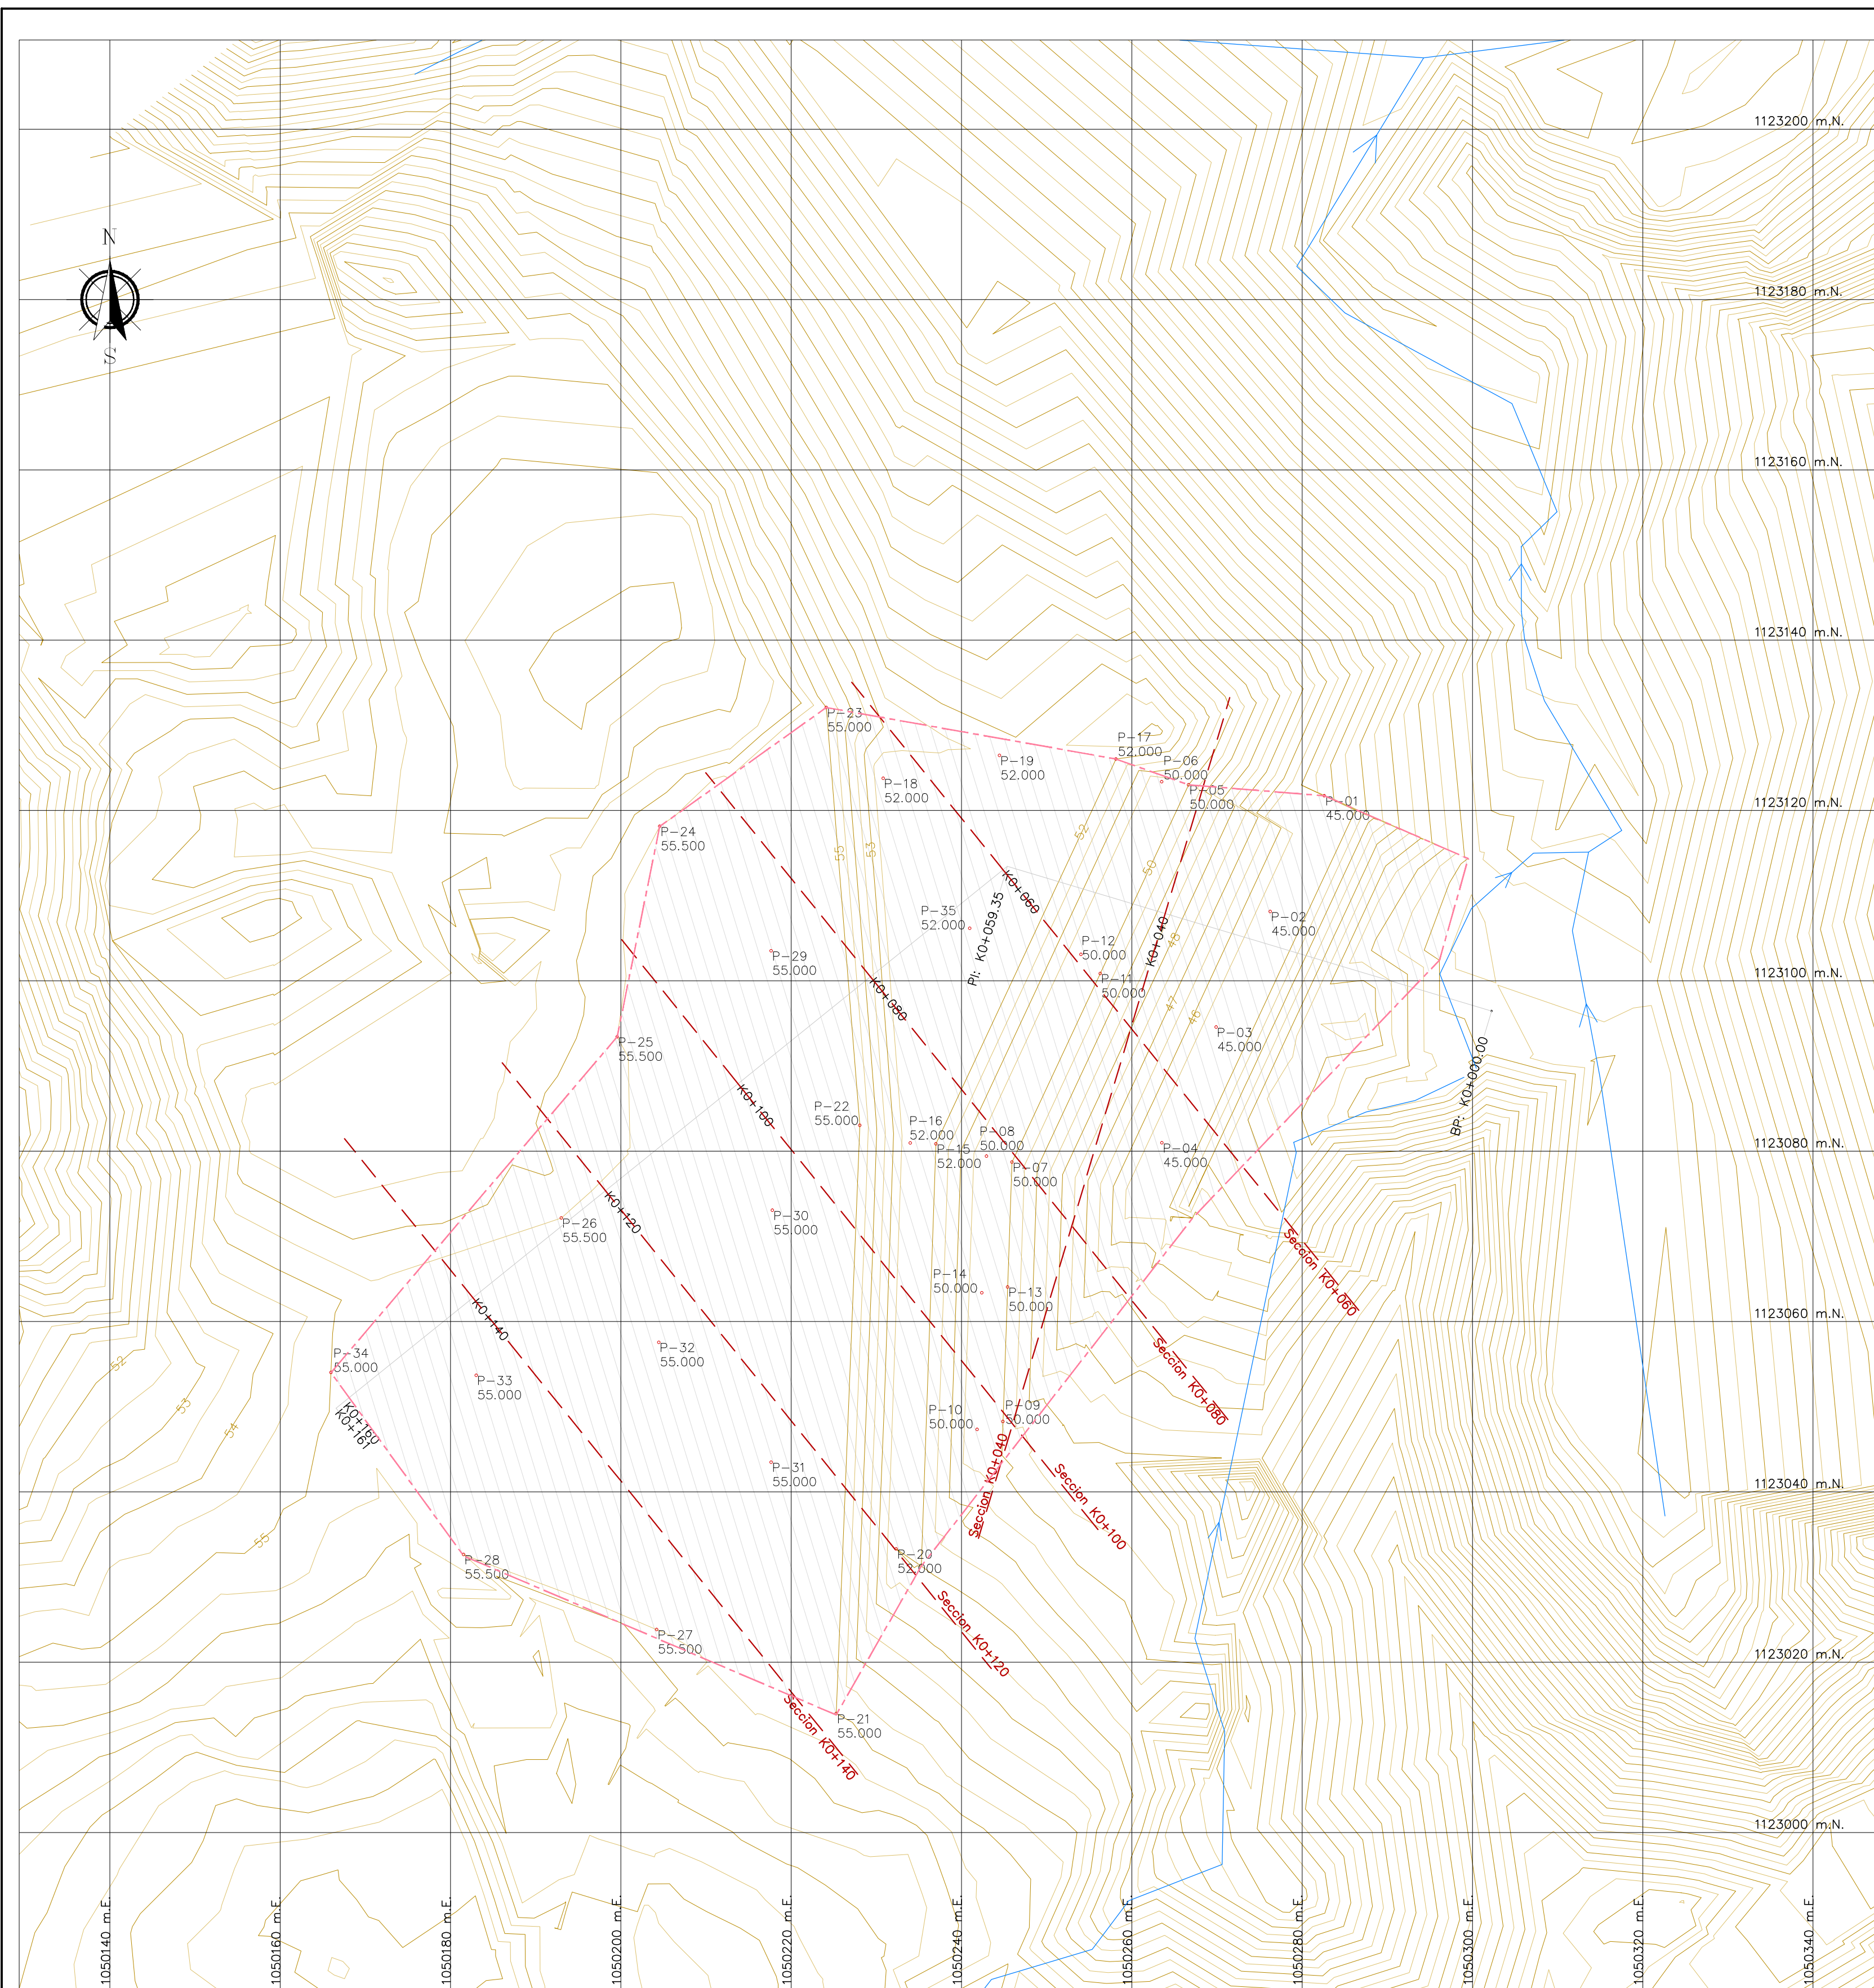 1123200 m.N.
N
S
1123180 m.N.
1123160 m.N.
1123140 m.N.
P-23
55.000
P-17
52.000
P-19
52.000
P-06
50.000
P-18
52.000
P-05
50.000
P-01
45.000
1123120 m.N.
P-24
55.500
55
53
52
50
K0+060
P-35
52.000
PI: K0+059.35
P-02
45.000
K0+040
48
P-12
50.000
P-29
55.000
P-11
50.000
1123100 m.N.
K0+080
47
46
P-03
45.000
P-25
55.500
BP: K0+000.00
K0+100
P-22
55.000
P-16
52.000
P-15
52.000
P-08
50.000
P-07
50.000
P-04
45.000
1123080 m.N.
K0+120
P-26
55.500
P-30
55.000
Seccion K0+060
P-14
50.000
P-13
50.000
K0+140
1123060 m.N.
P-34
55.000
P-32
55.000
P-33
55.000
52
53
54
Seccion K0+080
K0+160
K0+161
P-10
50.000
P-09
50.000
Seccion K0+040
P-31
55.000
Seccion K0+100
1123040 m.N.
55
P-28
55.500
P-20
52.000
Seccion K0+120
P-27
55.500
1123020 m.N.
Seccion K0+140
P-21
55.000
1123000 m.N.
1050140 m.E.
1050160 m.E.
1050180 m.E.
1050200 m.E.
1050220 m.E.
1050240 m.E.
1050260 m.E.
1050280 m.E.
1050300 m.E.
1050320 m.E.
1050340 m.E.